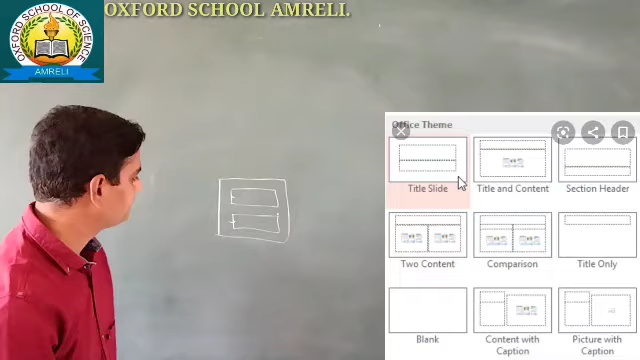 OXFORD SCHOOL AMRELI.
OXFORD SCHOOL OF SCIENCE
AMRELI
Office Theme
Title Slide
Title and Content
Section Header
Two Content
Comparison
Title Only
Blank
Content with
Caption
Picture with
Caption